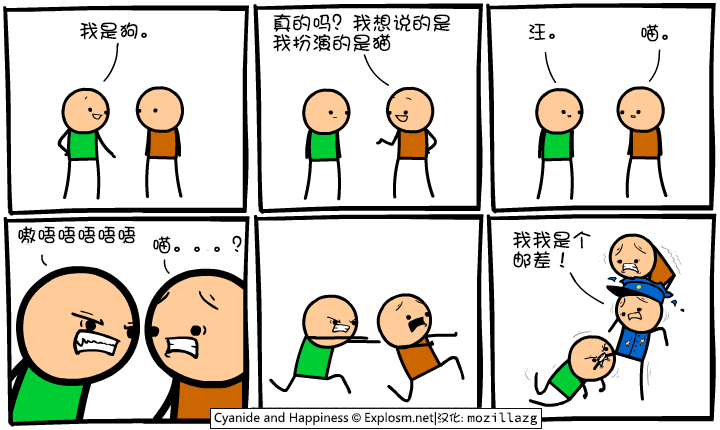 我是狗。
真的吗？我想说的是
我扮演的是猫
汪。
喵。
嗷唔唔唔唔唔
喵。。。？
我我是个
邮差！
Cyanide and Happiness © Explosm.net|汉化: mozillazg